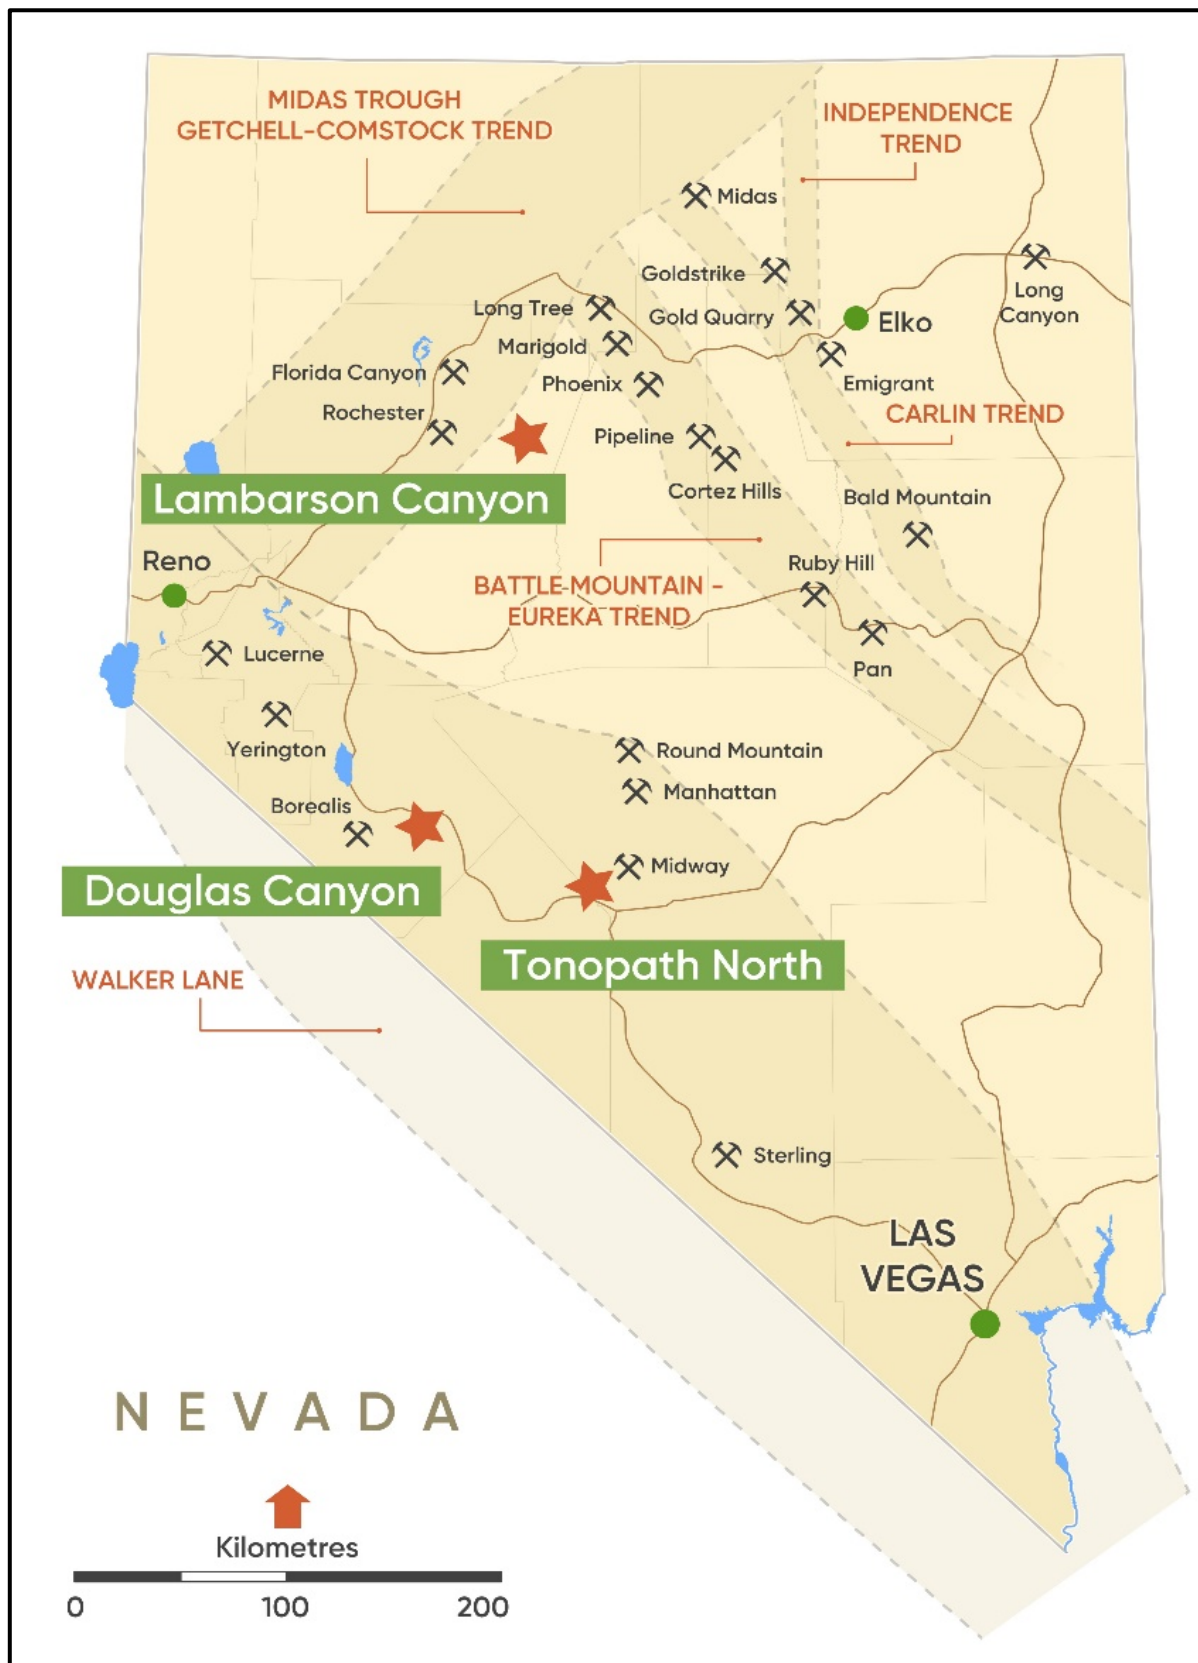 MIDAS TROUGH
GETCHELL-COMSTOCK TREND
INDEPENDENCE
TREND
Midas
Goldstrike
Long
Canyon
Long Tree
Gold Quarry
Elko
Marigold
Emigrant
Florida Canyon
Phoenix
Rochester
CARLIN TREND
Pipeline
Lambarson Canyon
Cortez Hills
Bald Mountain
Reno
Ruby Hill
BATTLE MOUNTAIN -
EUREKA TREND
Lucerne
Pan
Yerington
Round Mountain
Manhattan
Borealis
Midway
Douglas Canyon
Tonopath North
WALKER LANE
Sterling
LAS
VEGAS
NEVADA
Kilometres
0 100 200